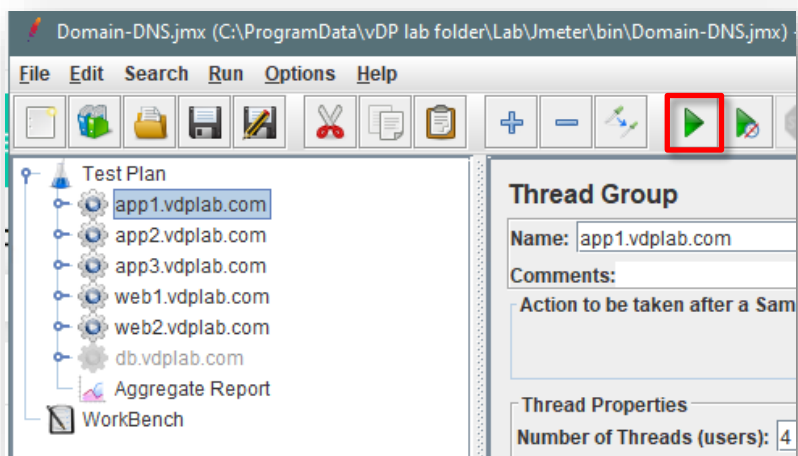 Domain-DNS.jmx (C:\ProgramData\vDP lab folder\Lab\Jmeter\bin\Domain-DNS.jmx) -
File Edit Search Run Options Help
Test Plan
app1.vdplab.com
app2.vdplab.com
app3.vdplab.com
web1.vdplab.com
web2.vdplab.com
db.vdplab.com
Aggregate Report
WorkBench
Thread Group
Name: app1.vdplab.com
Comments:
Action to be taken after a Sam
Thread Properties
Number of Threads (users): 4